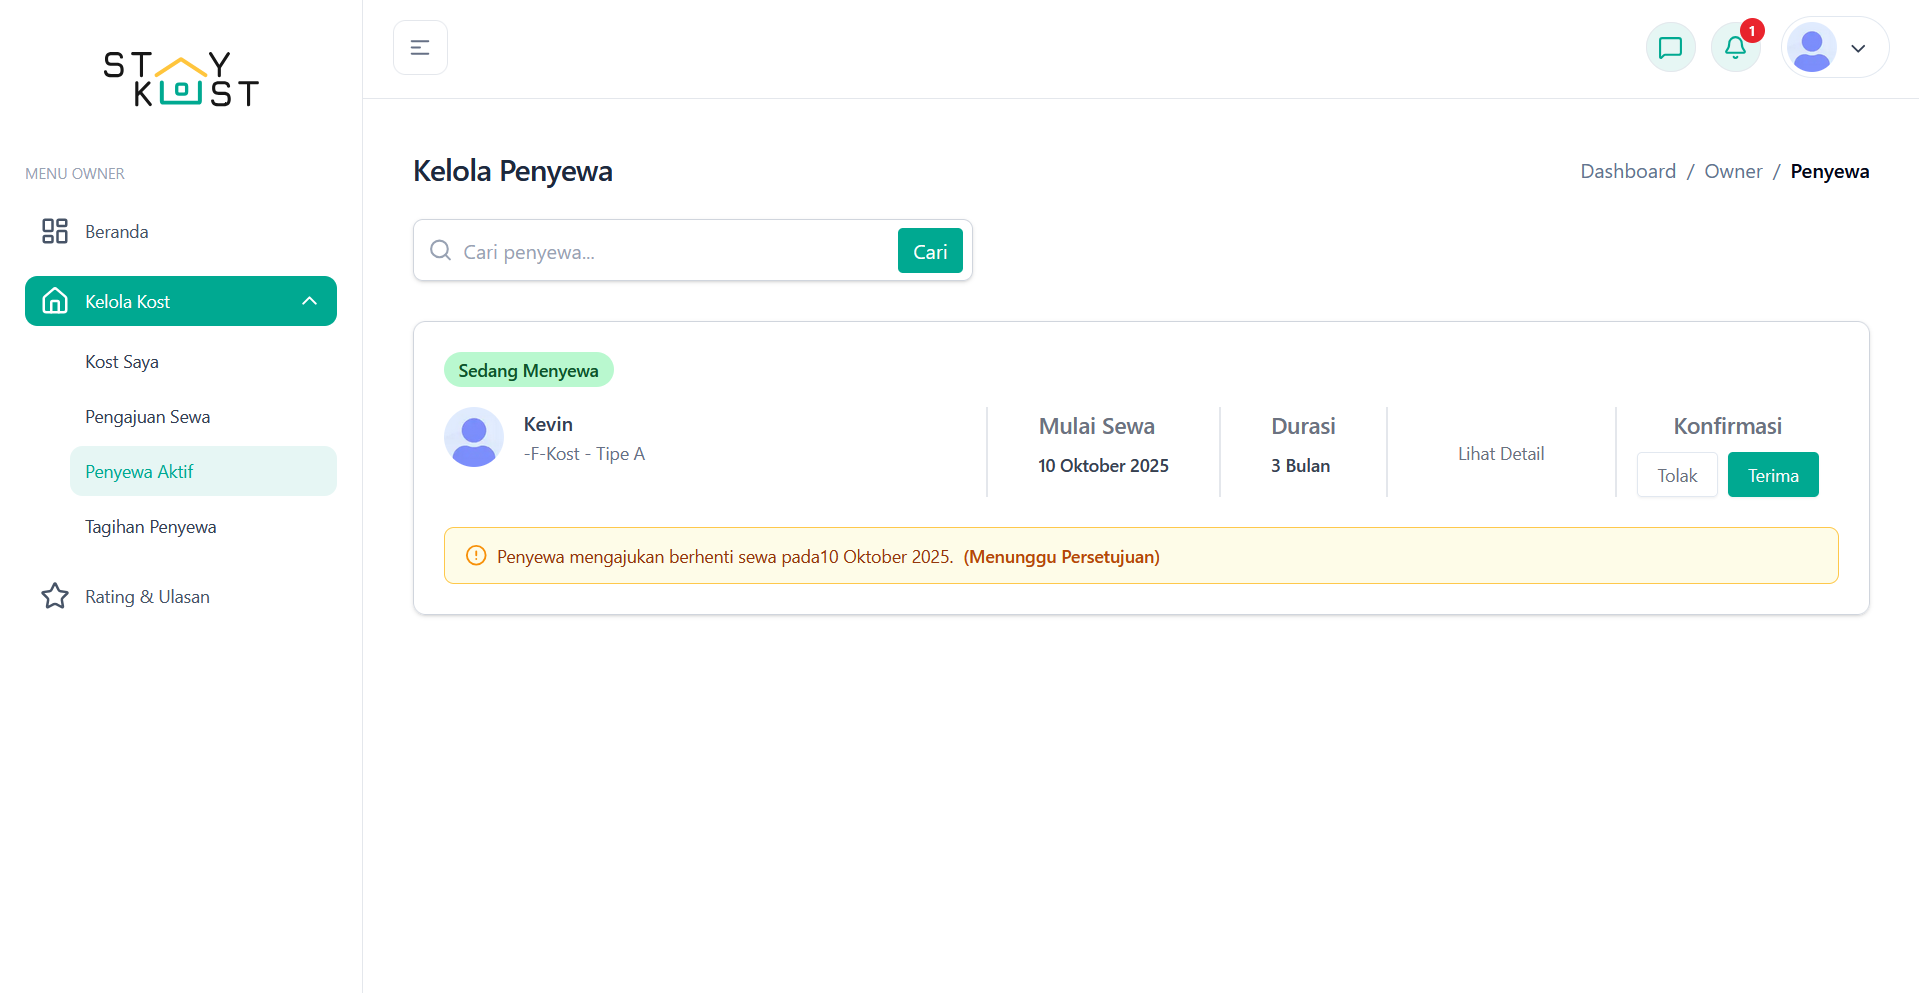 STAY
KOST
1
MENU OWNER
Beranda
Kelola Kost
Kost Saya
Pengajuan Sewa
Penyewa Aktif
Tagihan Penyewa
Rating & Ulasan
Kelola Penyewa
Dashboard / Owner / Penyewa
Cari penyewa...
Cari
Sedang Menyewa
Kevin
-F-Kost - Tipe A
Mulai Sewa
10 Oktober 2025
Durasi
3 Bulan
Lihat Detail
Konfirmasi
Tolak
Terima
Penyewa mengajukan berhenti sewa pada10 Oktober 2025. (Menunggu Persetujuan)